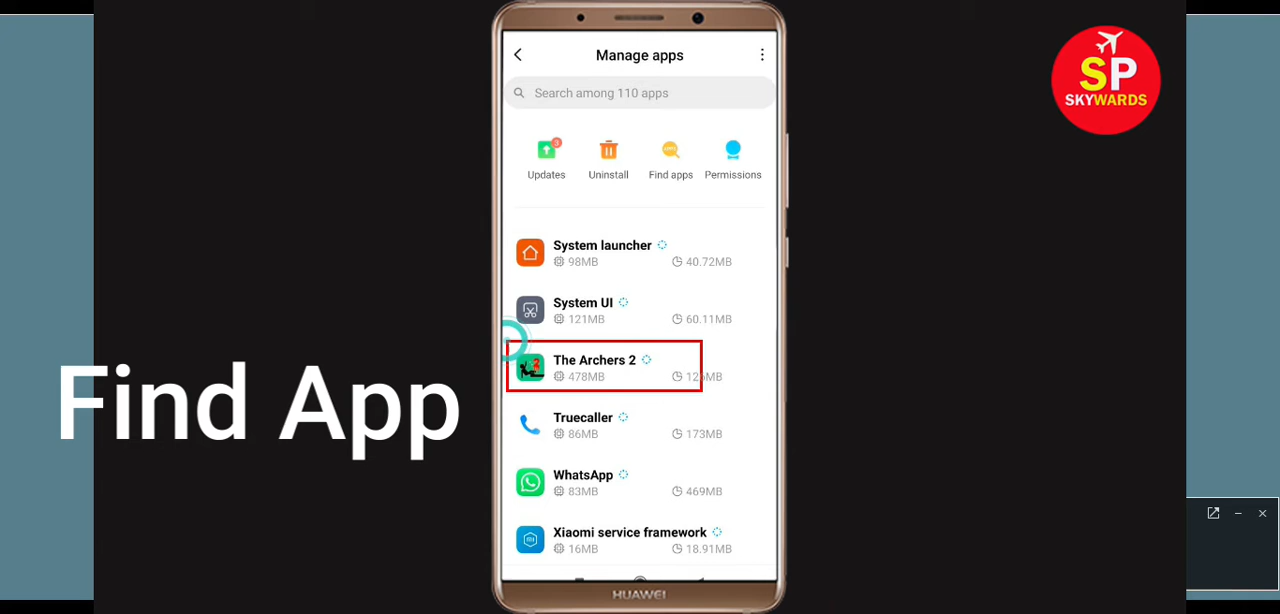 Manage apps
Search among 110 apps
3
Updates
Uninstall
Find apps
Permissions
System launcher
98MB
40.72MB
System UI
121MB
60.11MB
The Archers 2
478MB
Truecaller
86MB
173MB
WhatsApp
83MB
469MB
Xiaomi service framework
16MB
18.91MB
HUAWEI
Find App
SP
SKYWARDS